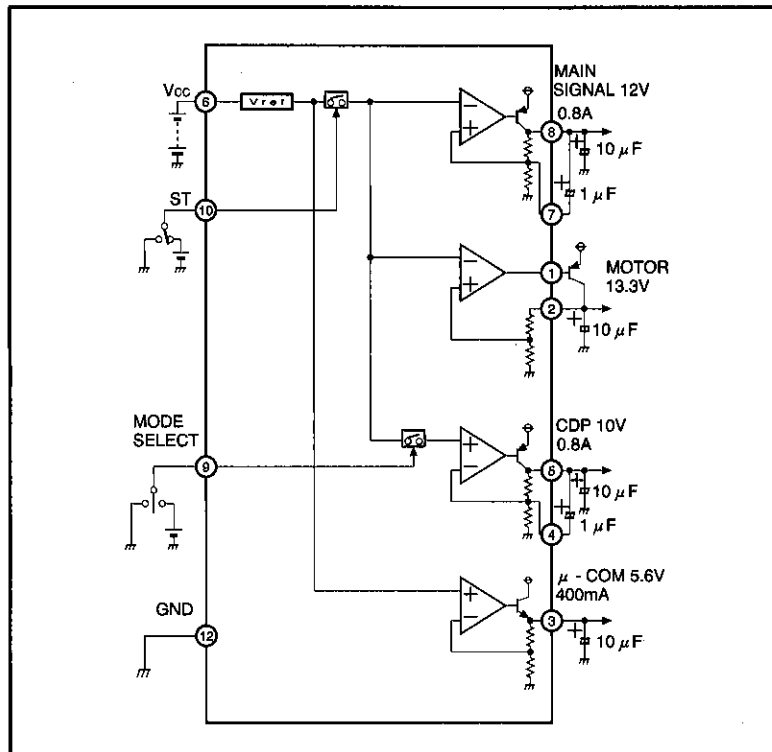 Vcc
6
Vref
MAIN
SIGNAL 12V
0.8A
8
10 μF
1 μF
7
ST
10
1
MOTOR
13.3V
2
10 μF
MODE
SELECT
9
CDP 10V
0.8A
5
10 μF
1 μF
4
μ - COM 5.6V
400mA
3
10 μF
GND
12